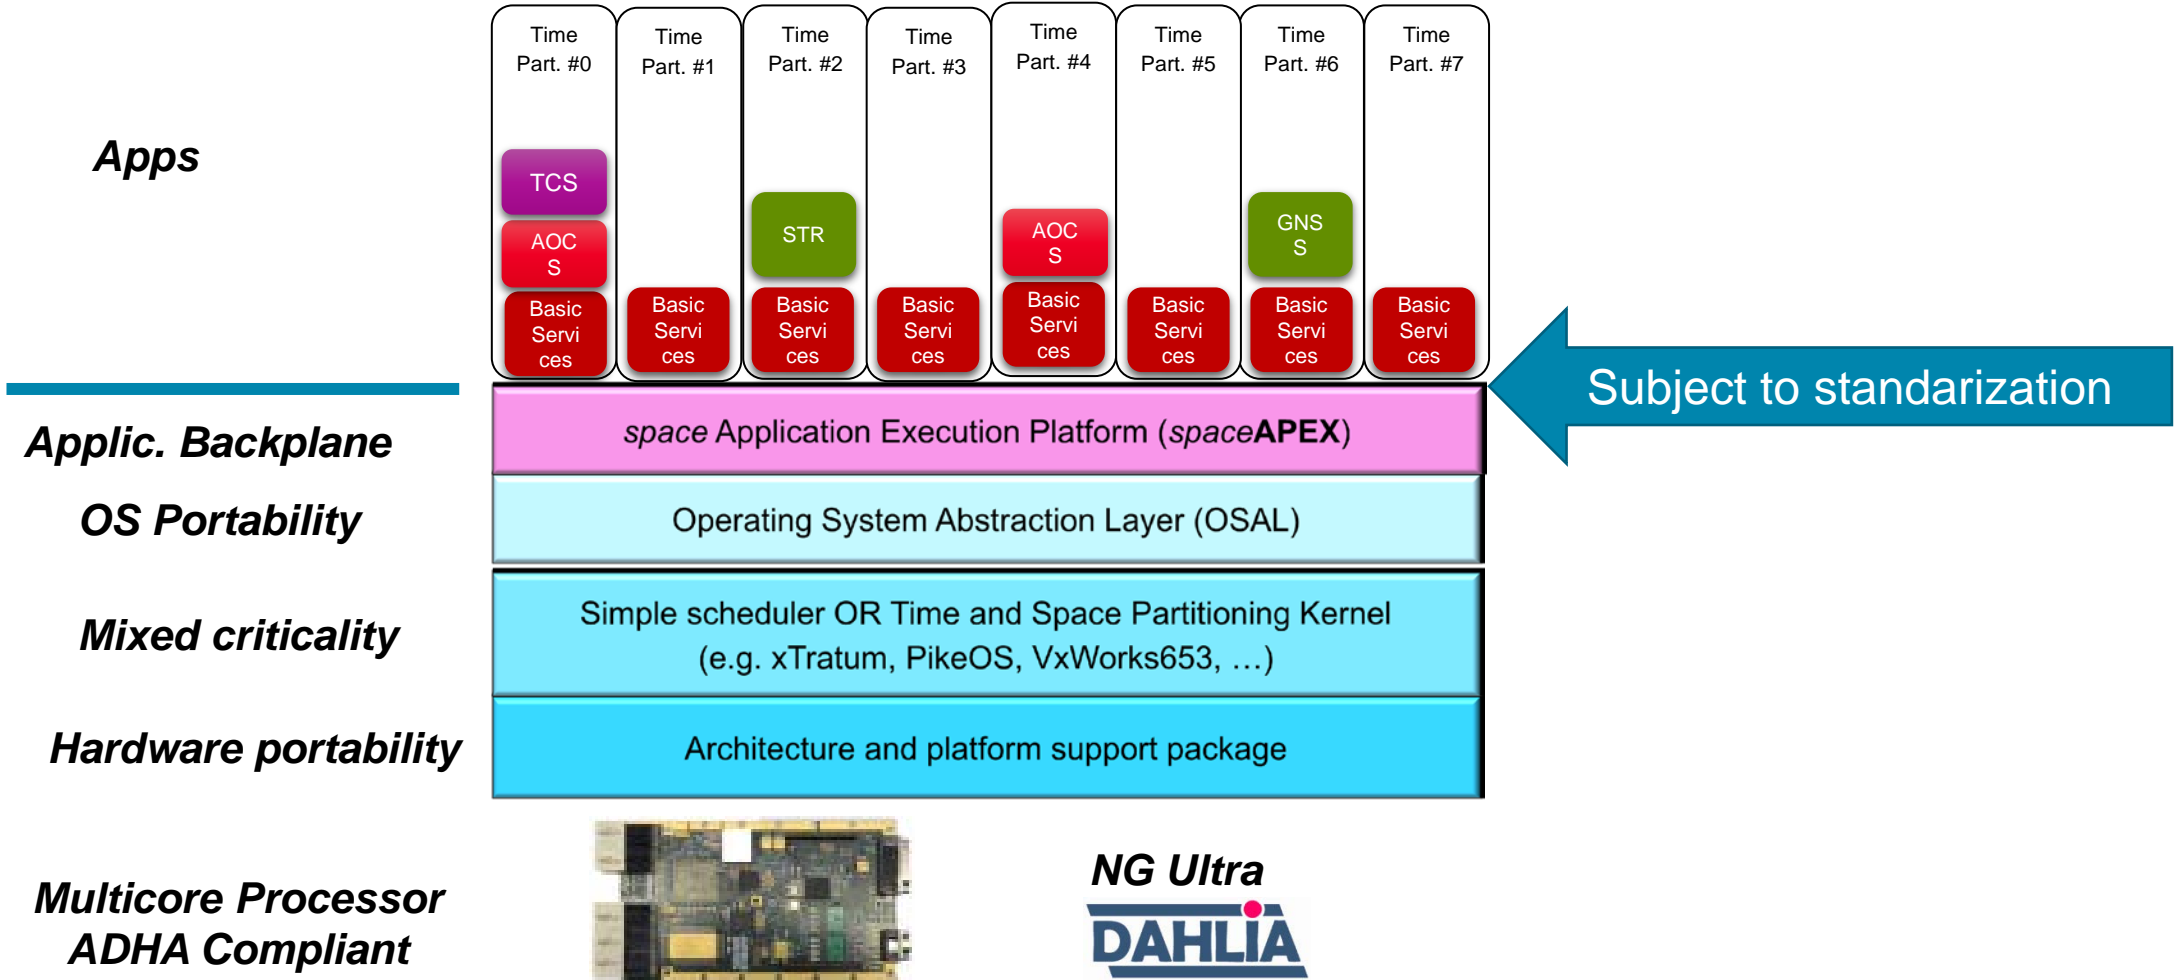 Time
Part. #0
Time
Part. #1
Time
Part. #2
Time
Part. #3
Time
Part. #4
Time
Part. #5
Time
Part. #6
Time
Part. #7
Apps
TCS
AOC
S
Basic
Servi
ces
Basic
Servi
ces
STR
Basic
Servi
ces
Basic
Servi
ces
AOC
S
Basic
Servi
ces
Basic
Servi
ces
GNS
S
Basic
Servi
ces
Basic
Servi
ces
Subject to standarization
Applic. Backplane
space Application Execution Platform (spaceAPEX)
OS Portability
Operating System Abstraction Layer (OSAL)
Mixed criticality
Simple scheduler OR Time and Space Partitioning Kernel
(e.g. xTratum, PikeOS, VxWorks653, …)
Hardware portability
Architecture and platform support package
Multicore Processor
ADHA Compliant
NG Ultra
DAHLIA